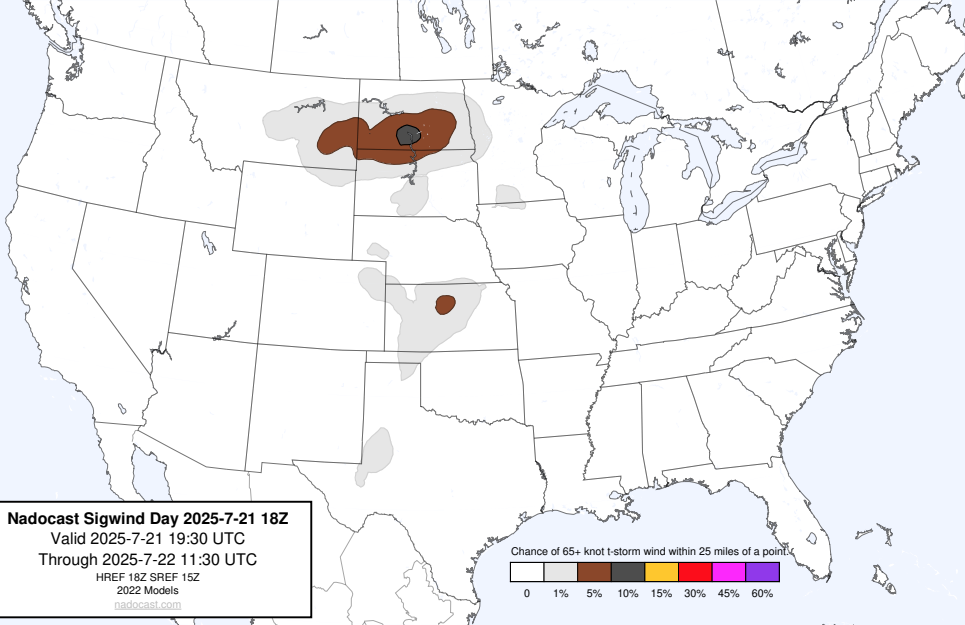 Nadocast Sigwind Day 2025-7-21 18Z
Valid 2025-7-21 19:30 UTC
Through 2025-7-22 11:30 UTC
HREF 18Z SREF 15Z
2022 Models
nadocast.com
Chance of 65+ knot t-storm wind within 25 miles of a point.
0 1% 5% 10% 15% 30% 45% 60%